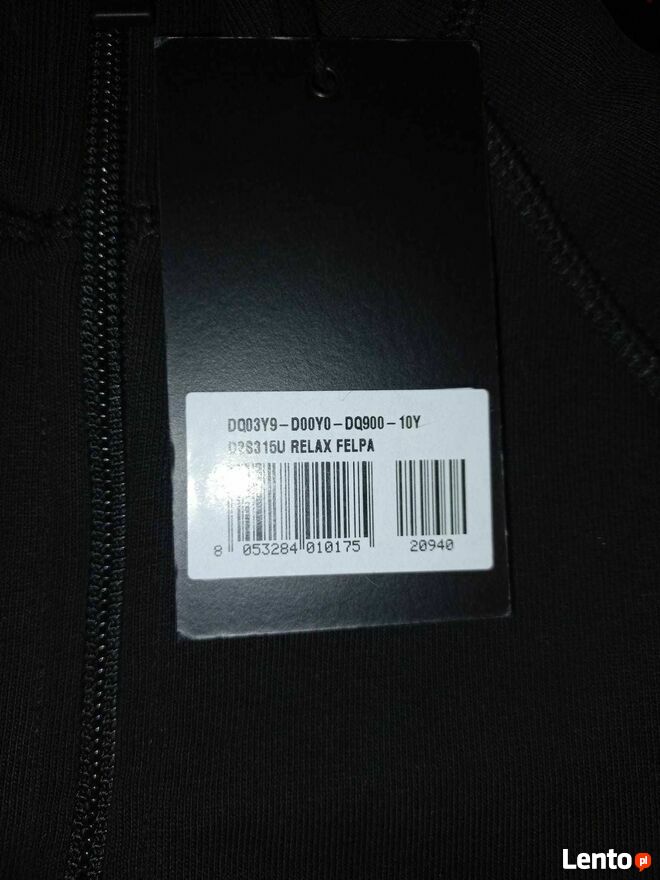 DQ03Y9-D00Y0-DQ900-10Y
D2S315U RELAX FELPA
8 053284 010175 20940
Lento pl